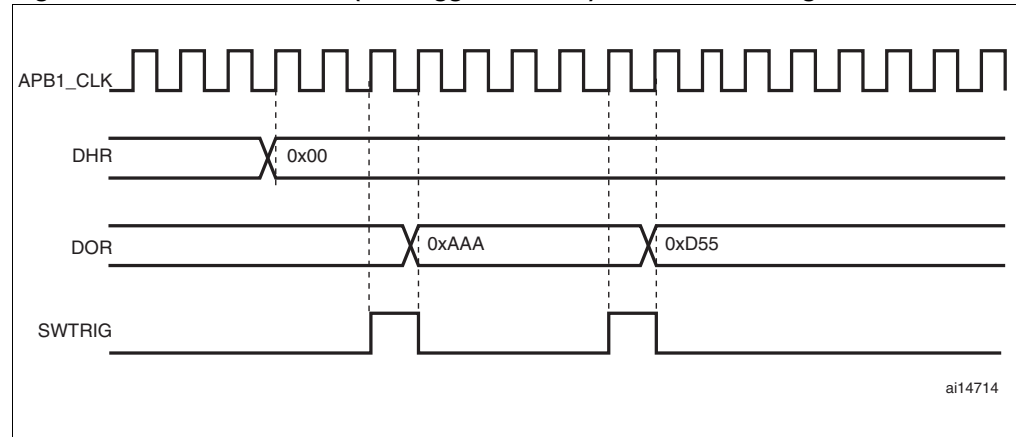 APB1_CLK
DHR
0x00
DOR
0xAAA
0xD55
SWTRIG
ai14714